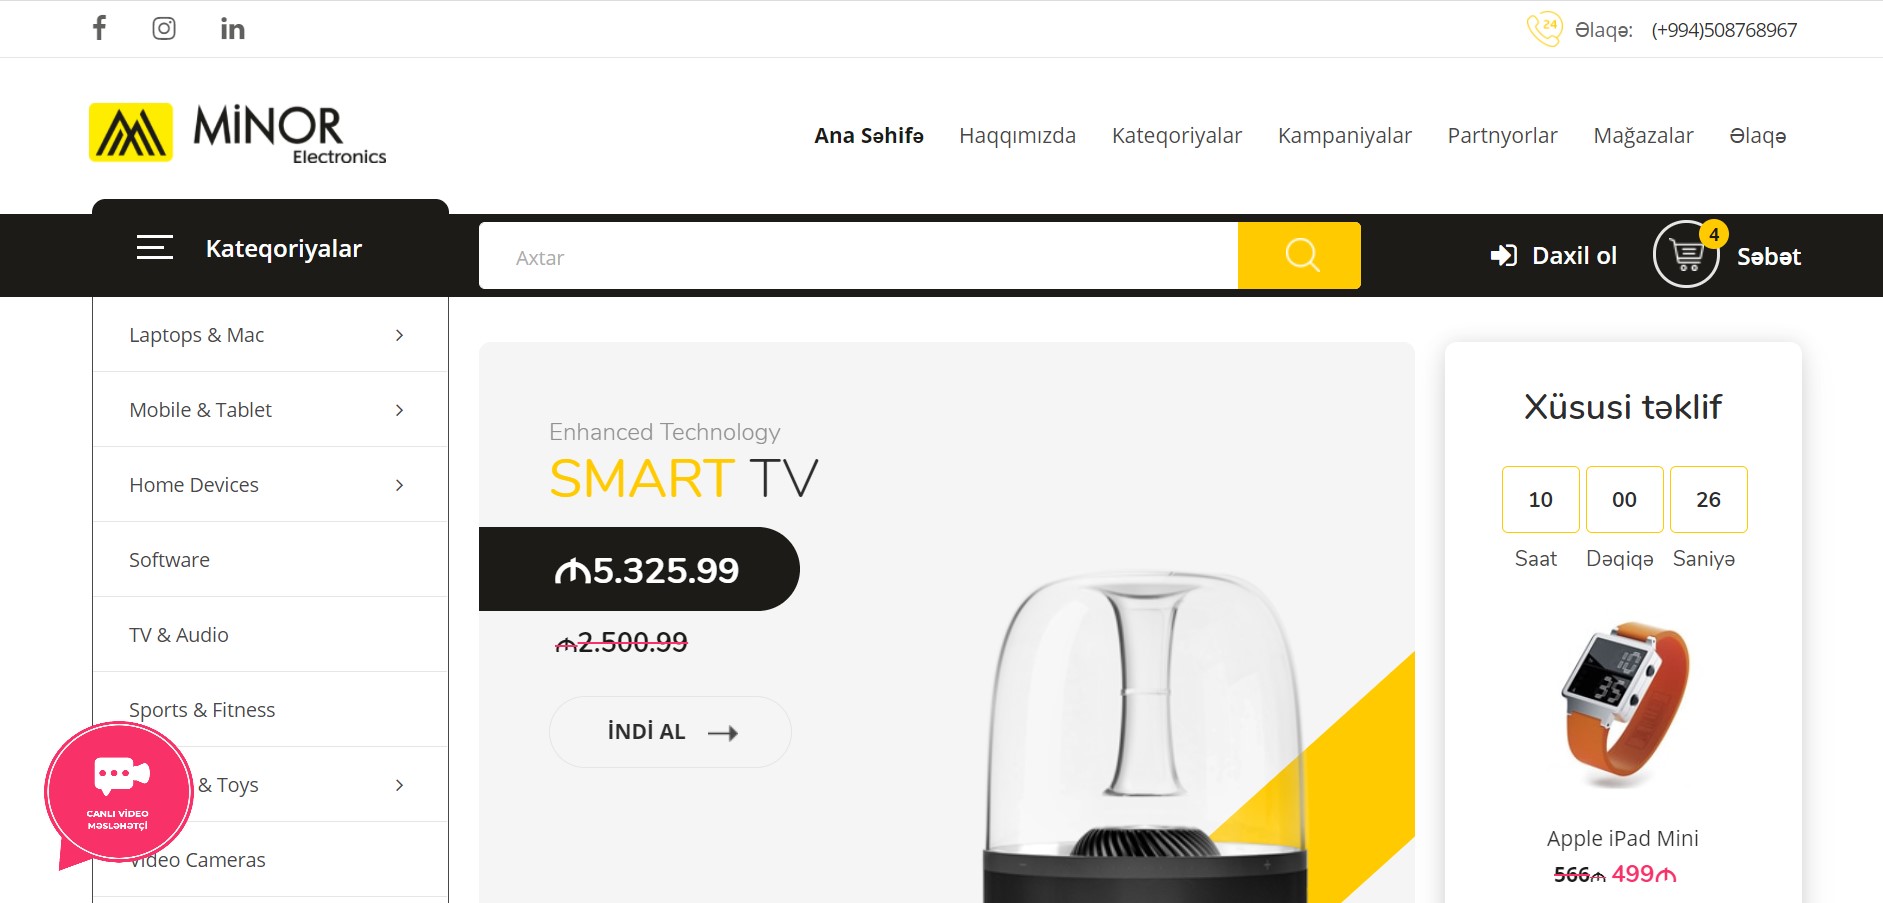 Əlaqə: (+994)508768967
MiNOR
Electronics
Ana Səhifə Haqqımızda Kateqoriyalar Kampaniyalar Partnyorlar Mağazalar Əlaqə
Kateqoriyalar
Axtar
Daxil ol
4
Səbət
Laptops & Mac
Mobile & Tablet
Home Devices
Software
TV & Audio
Sports & Fitness
& Toys
Video Cameras
CANLI VİDEO
MƏSLƏHƏTÇİ
Enhanced Technology
SMART TV
₼5.325.99
₼2.500.99
İNDİ AL
Xüsusi təklif
10 00 26
Saat Dəqiqə Saniyə
Apple iPad Mini
566₼ 499₼